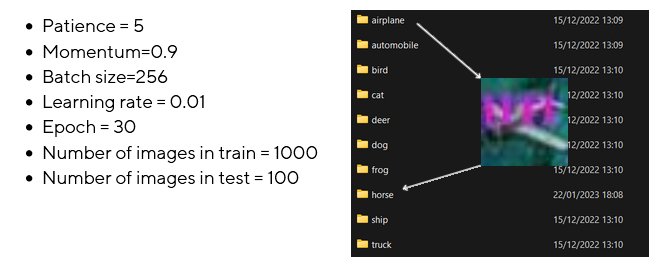 Patience = 5
Momentum=0.9
Batch size=256
Learning rate = 0.01
Epoch = 30
Number of images in train = 1000
Number of images in test = 100
airplane 15/12/2022 13:09
automobile 15/12/2022 13:09
bird 15/12/2022 13:10
cat /12/2022 13:10
deer /12/2022 13:10
dog /12/2022 13:10
frog 15/12/2022 13:10
horse 22/01/2023 18:08
ship 15/12/2022 13:10
truck 15/12/2022 13:10